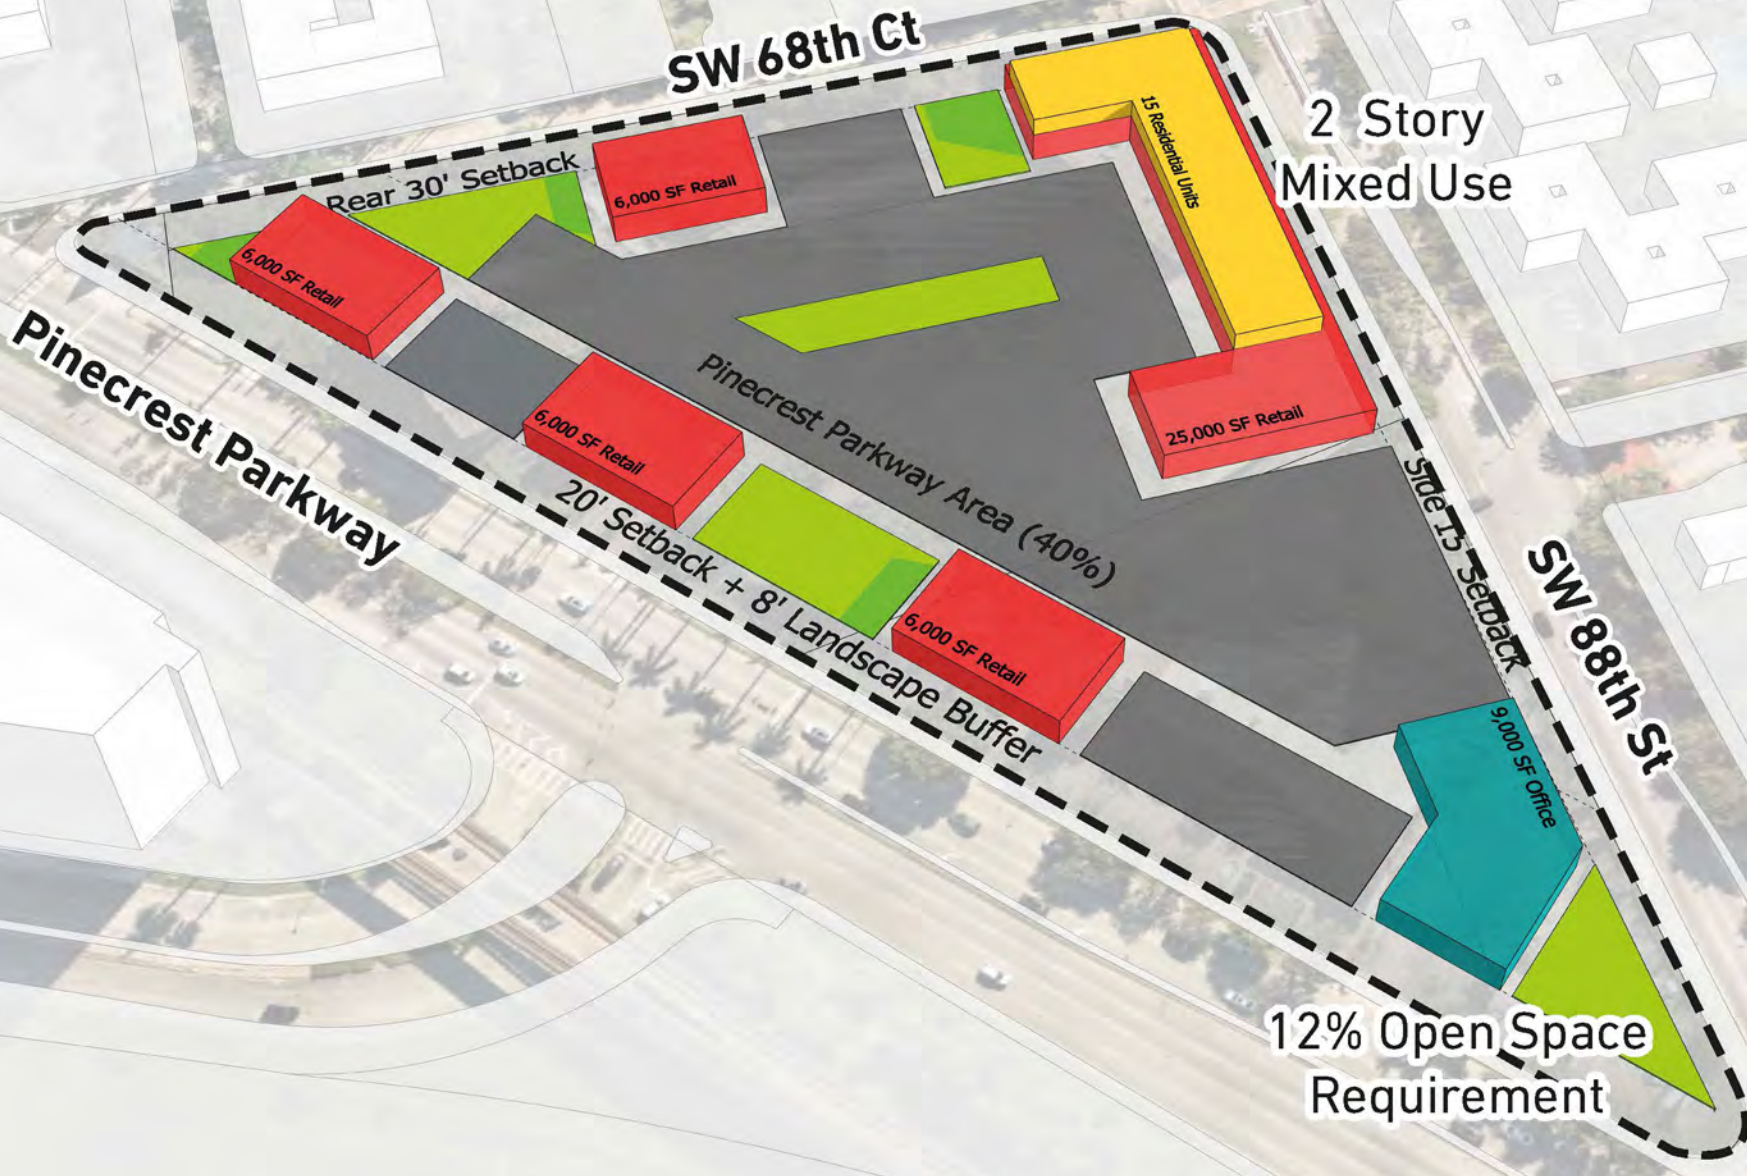 SW 68th Ct
2 Story
Mixed Use
15 Residential Units
Rear 30' Setback
6,000 SF Retail
6,000 SF Retail
Pinecrest Parkway
6,000 SF Retail
Pinecrest Parkway Area (40%)
25,000 SF Retail
Side 15' Setback
20' Setback + 8' Landscape Buffer
6,000 SF Retail
SW 88th St
9,000 SF Office
12% Open Space
Requirement